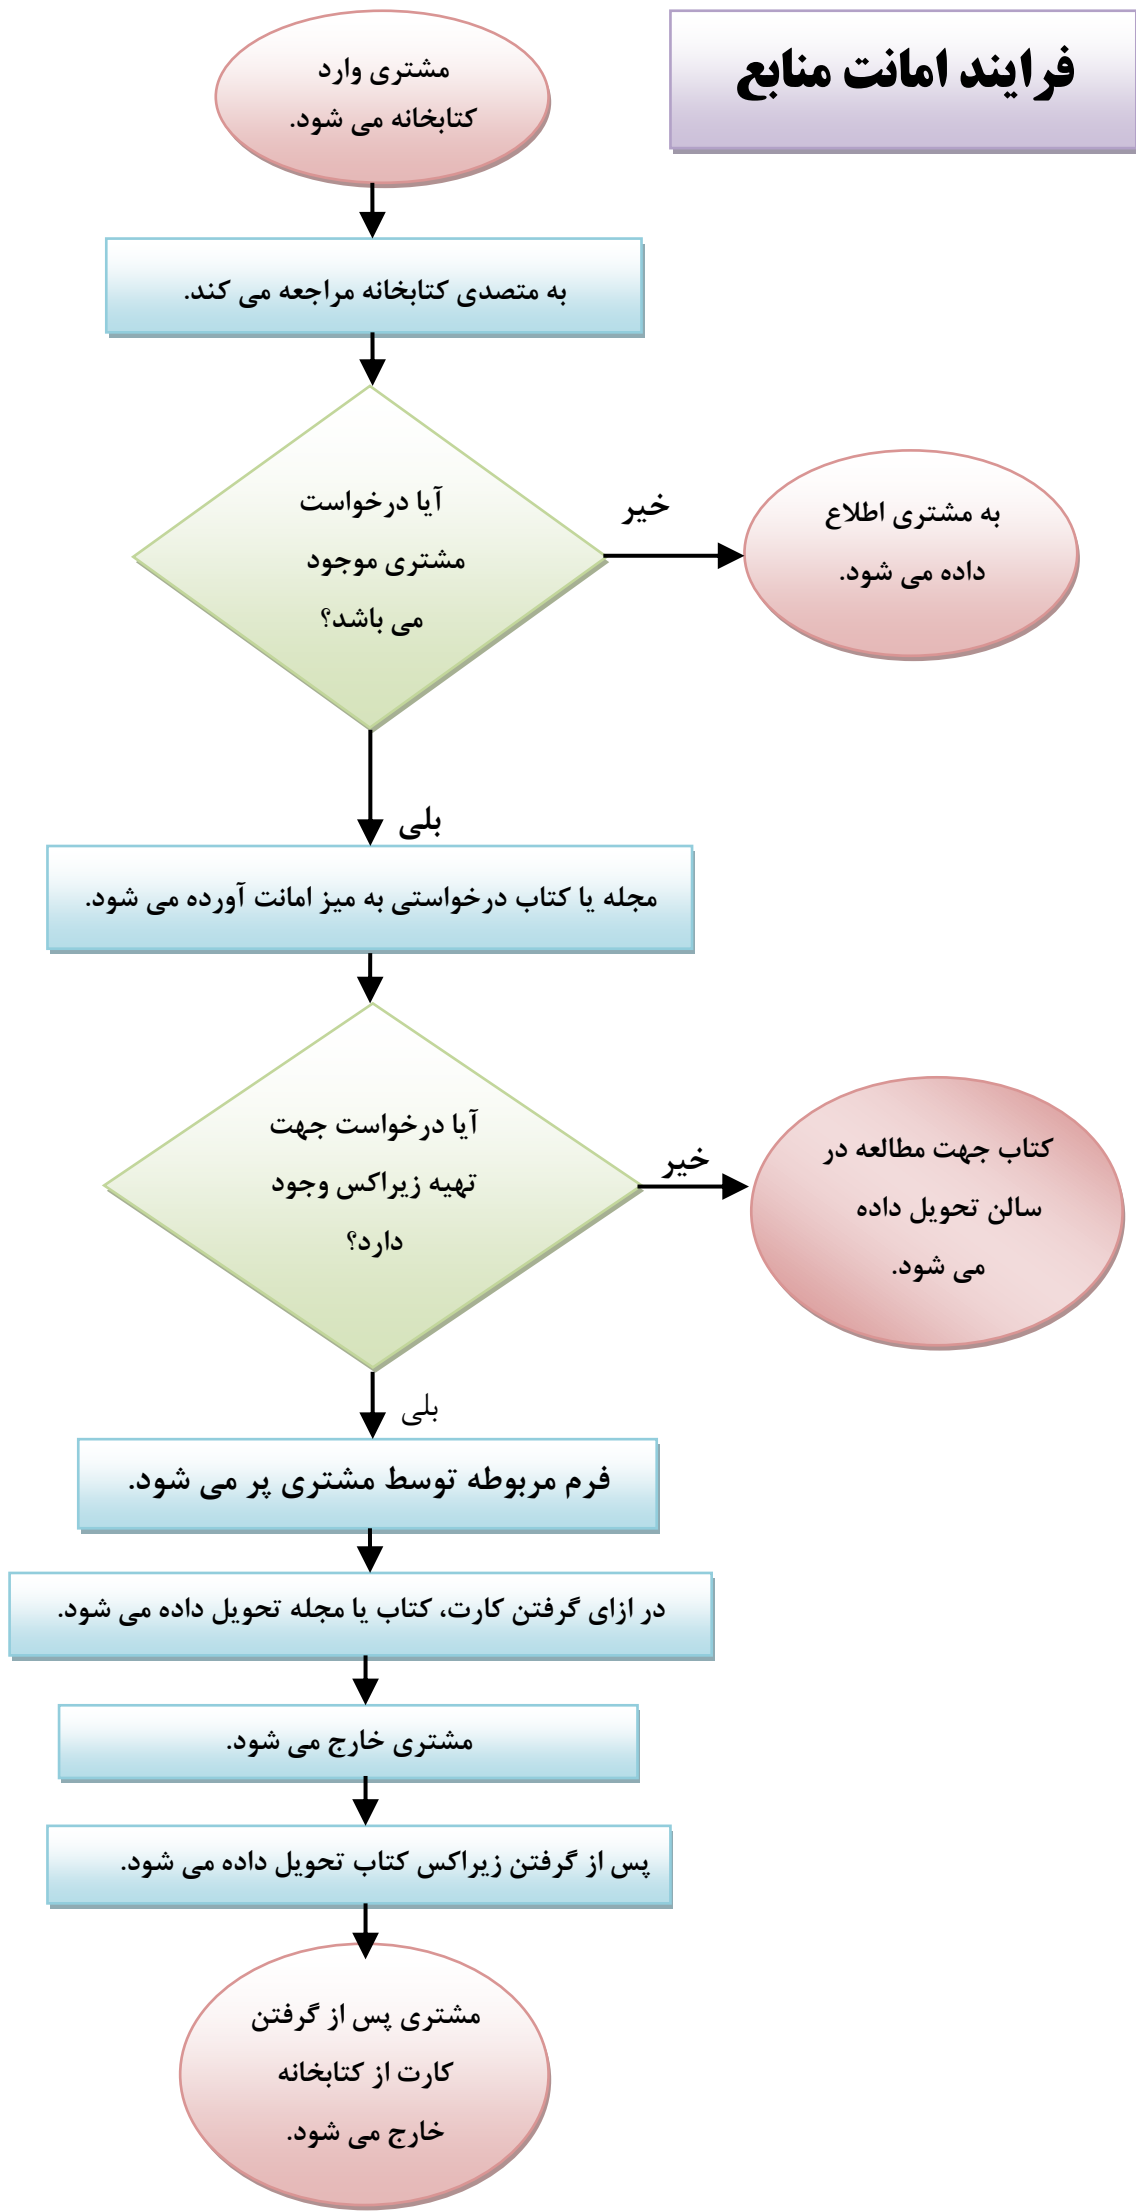 فرایند امانت منابع
مشتری وارد
کتابخانه می شود.
به متصدی کتابخانه مراجعه می کند.
آیا درخواست
مشتری موجود
می باشد؟
خیر
به مشتری اطلاع
داده می شود.
بلی
مجله یا کتاب درخواستی به میز امانت آورده می شود.
آیا درخواست جهت
تهیه زیراکس وجود
دارد؟
خیر
کتاب جهت مطالعه در
سالن تحویل داده
می شود.
بلی
فرم مربوطه توسط مشتری پر می شود.
در ازای گرفتن کارت، کتاب یا مجله تحویل داده می شود.
مشتری خارج می شود.
پس از گرفتن زیراکس کتاب تحویل داده می شود.
مشتری پس از گرفتن
کارت از کتابخانه
خارج می شود.